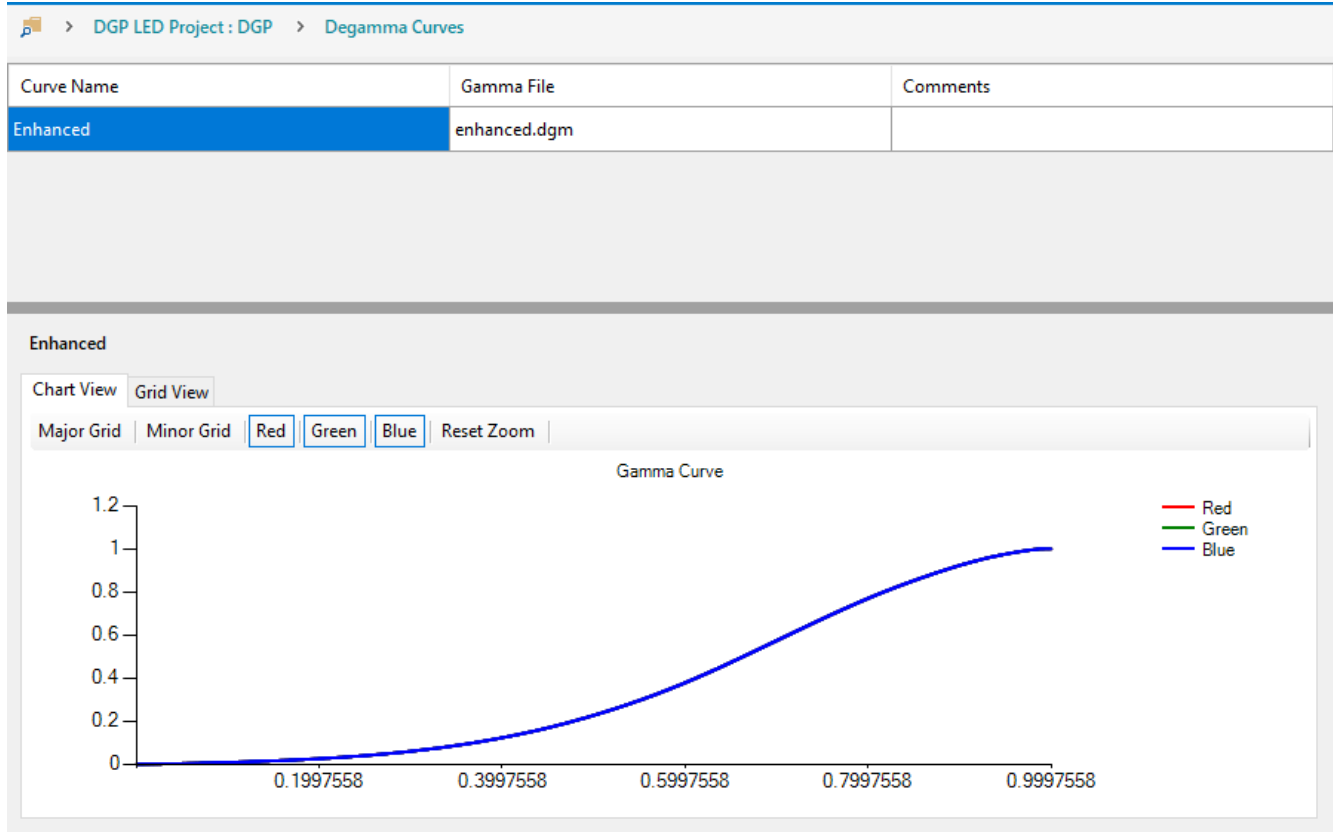 > DGP LED Project : DGP > Degamma Curves
Curve Name Gamma File Comments
Enhanced enhanced.dgm
Enhanced
Chart View Grid View
Major Grid Minor Grid Red Green Blue Reset Zoom
Gamma Curve
1.2
1
0.8
0.6
0.4
0.2
0
0.1997558 0.3997558 0.5997558 0.7997558 0.9997558
Red
Green
Blue